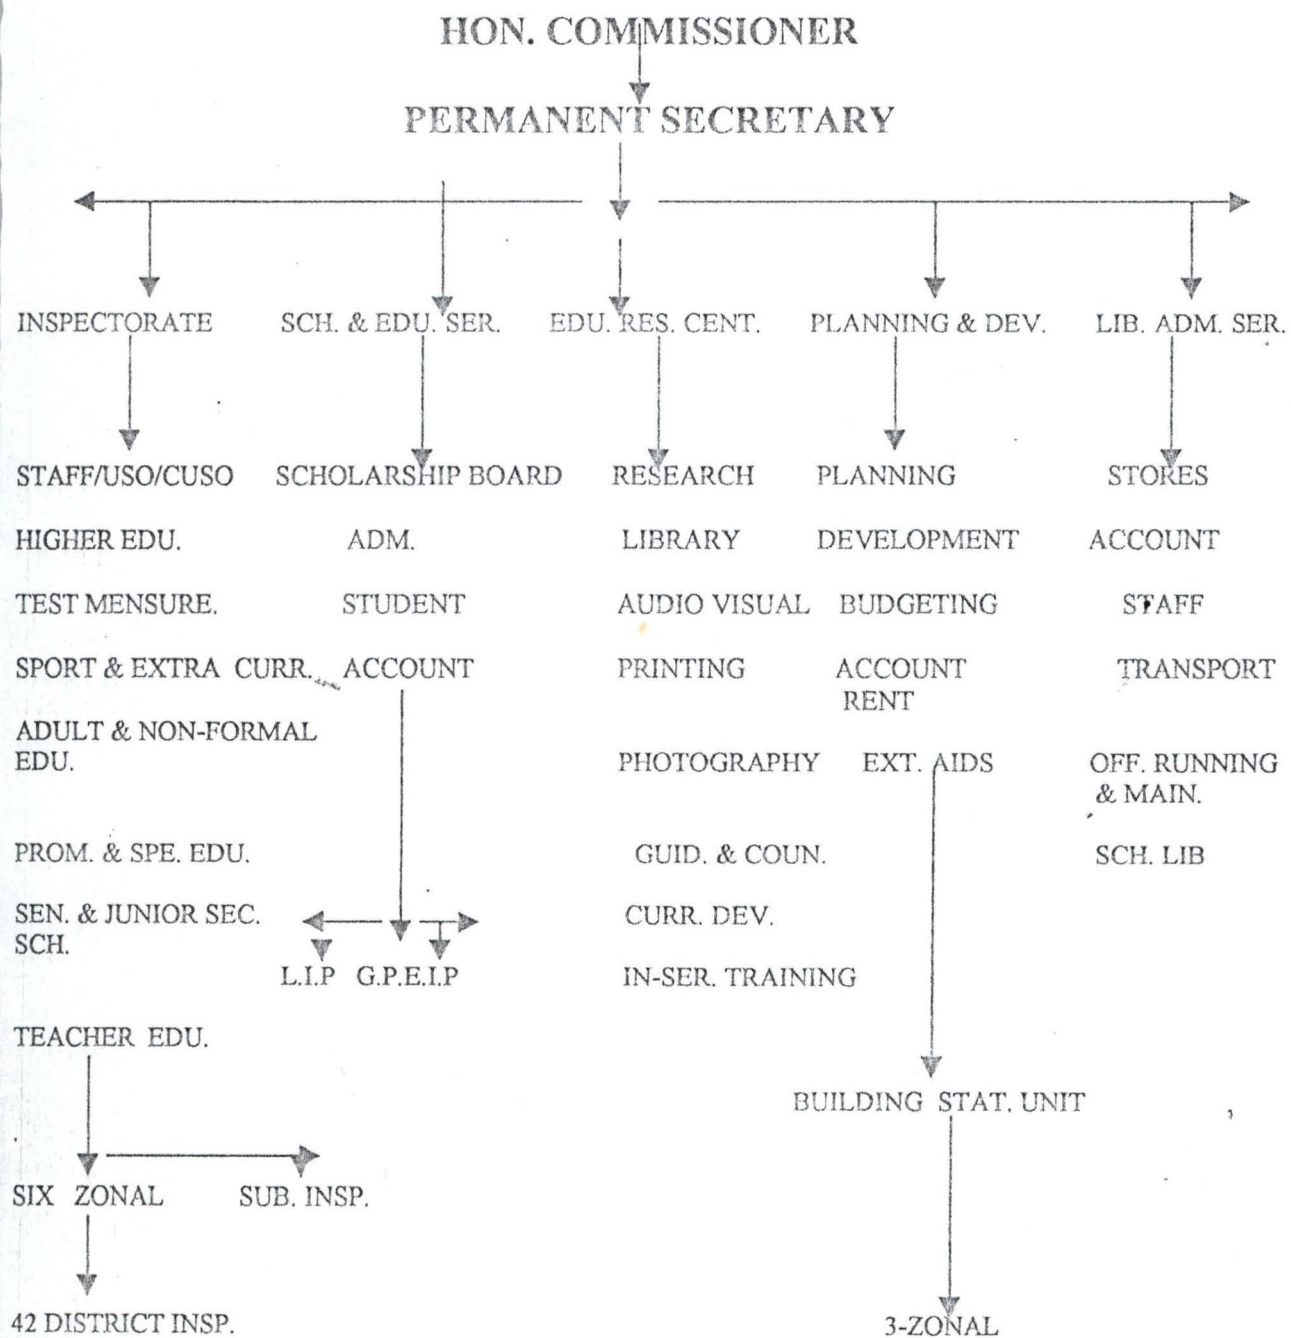 HON. COMMISSIONER
PERMANENT SECRETARY
INSPECTORATE SCH. & EDU. SER. EDU. RES. CENT. PLANNING & DEV. LIB. ADM. SER.
STAFF/USO/CUSO SCHOLARSHIP BOARD RESEARCH PLANNING STORES
HIGHER EDU. ADM. LIBRARY DEVELOPMENT ACCOUNT
TEST MENSURE. STUDENT AUDIO VISUAL BUDGETING STAFF
SPORT & EXTRA CURR. ACCOUNT PRINTING ACCOUNT TRANSPORT
RENT
ADULT & NON-FORMAL
EDU. PHOTOGRAPHY EXT. AIDS OFF. RUNNING
& MAIN.
PROM. & SPE. EDU. GUID. & COUN. SCH. LIB
SEN. & JUNIOR SEC. CURR. DEV.
SCH.
L.I.P G.P.E.I.P IN-SER. TRAINING
TEACHER EDU.
BUILDING STAT. UNIT
SIX ZONAL SUB. INSP.
42 DISTRICT INSP. 3-ZONAL